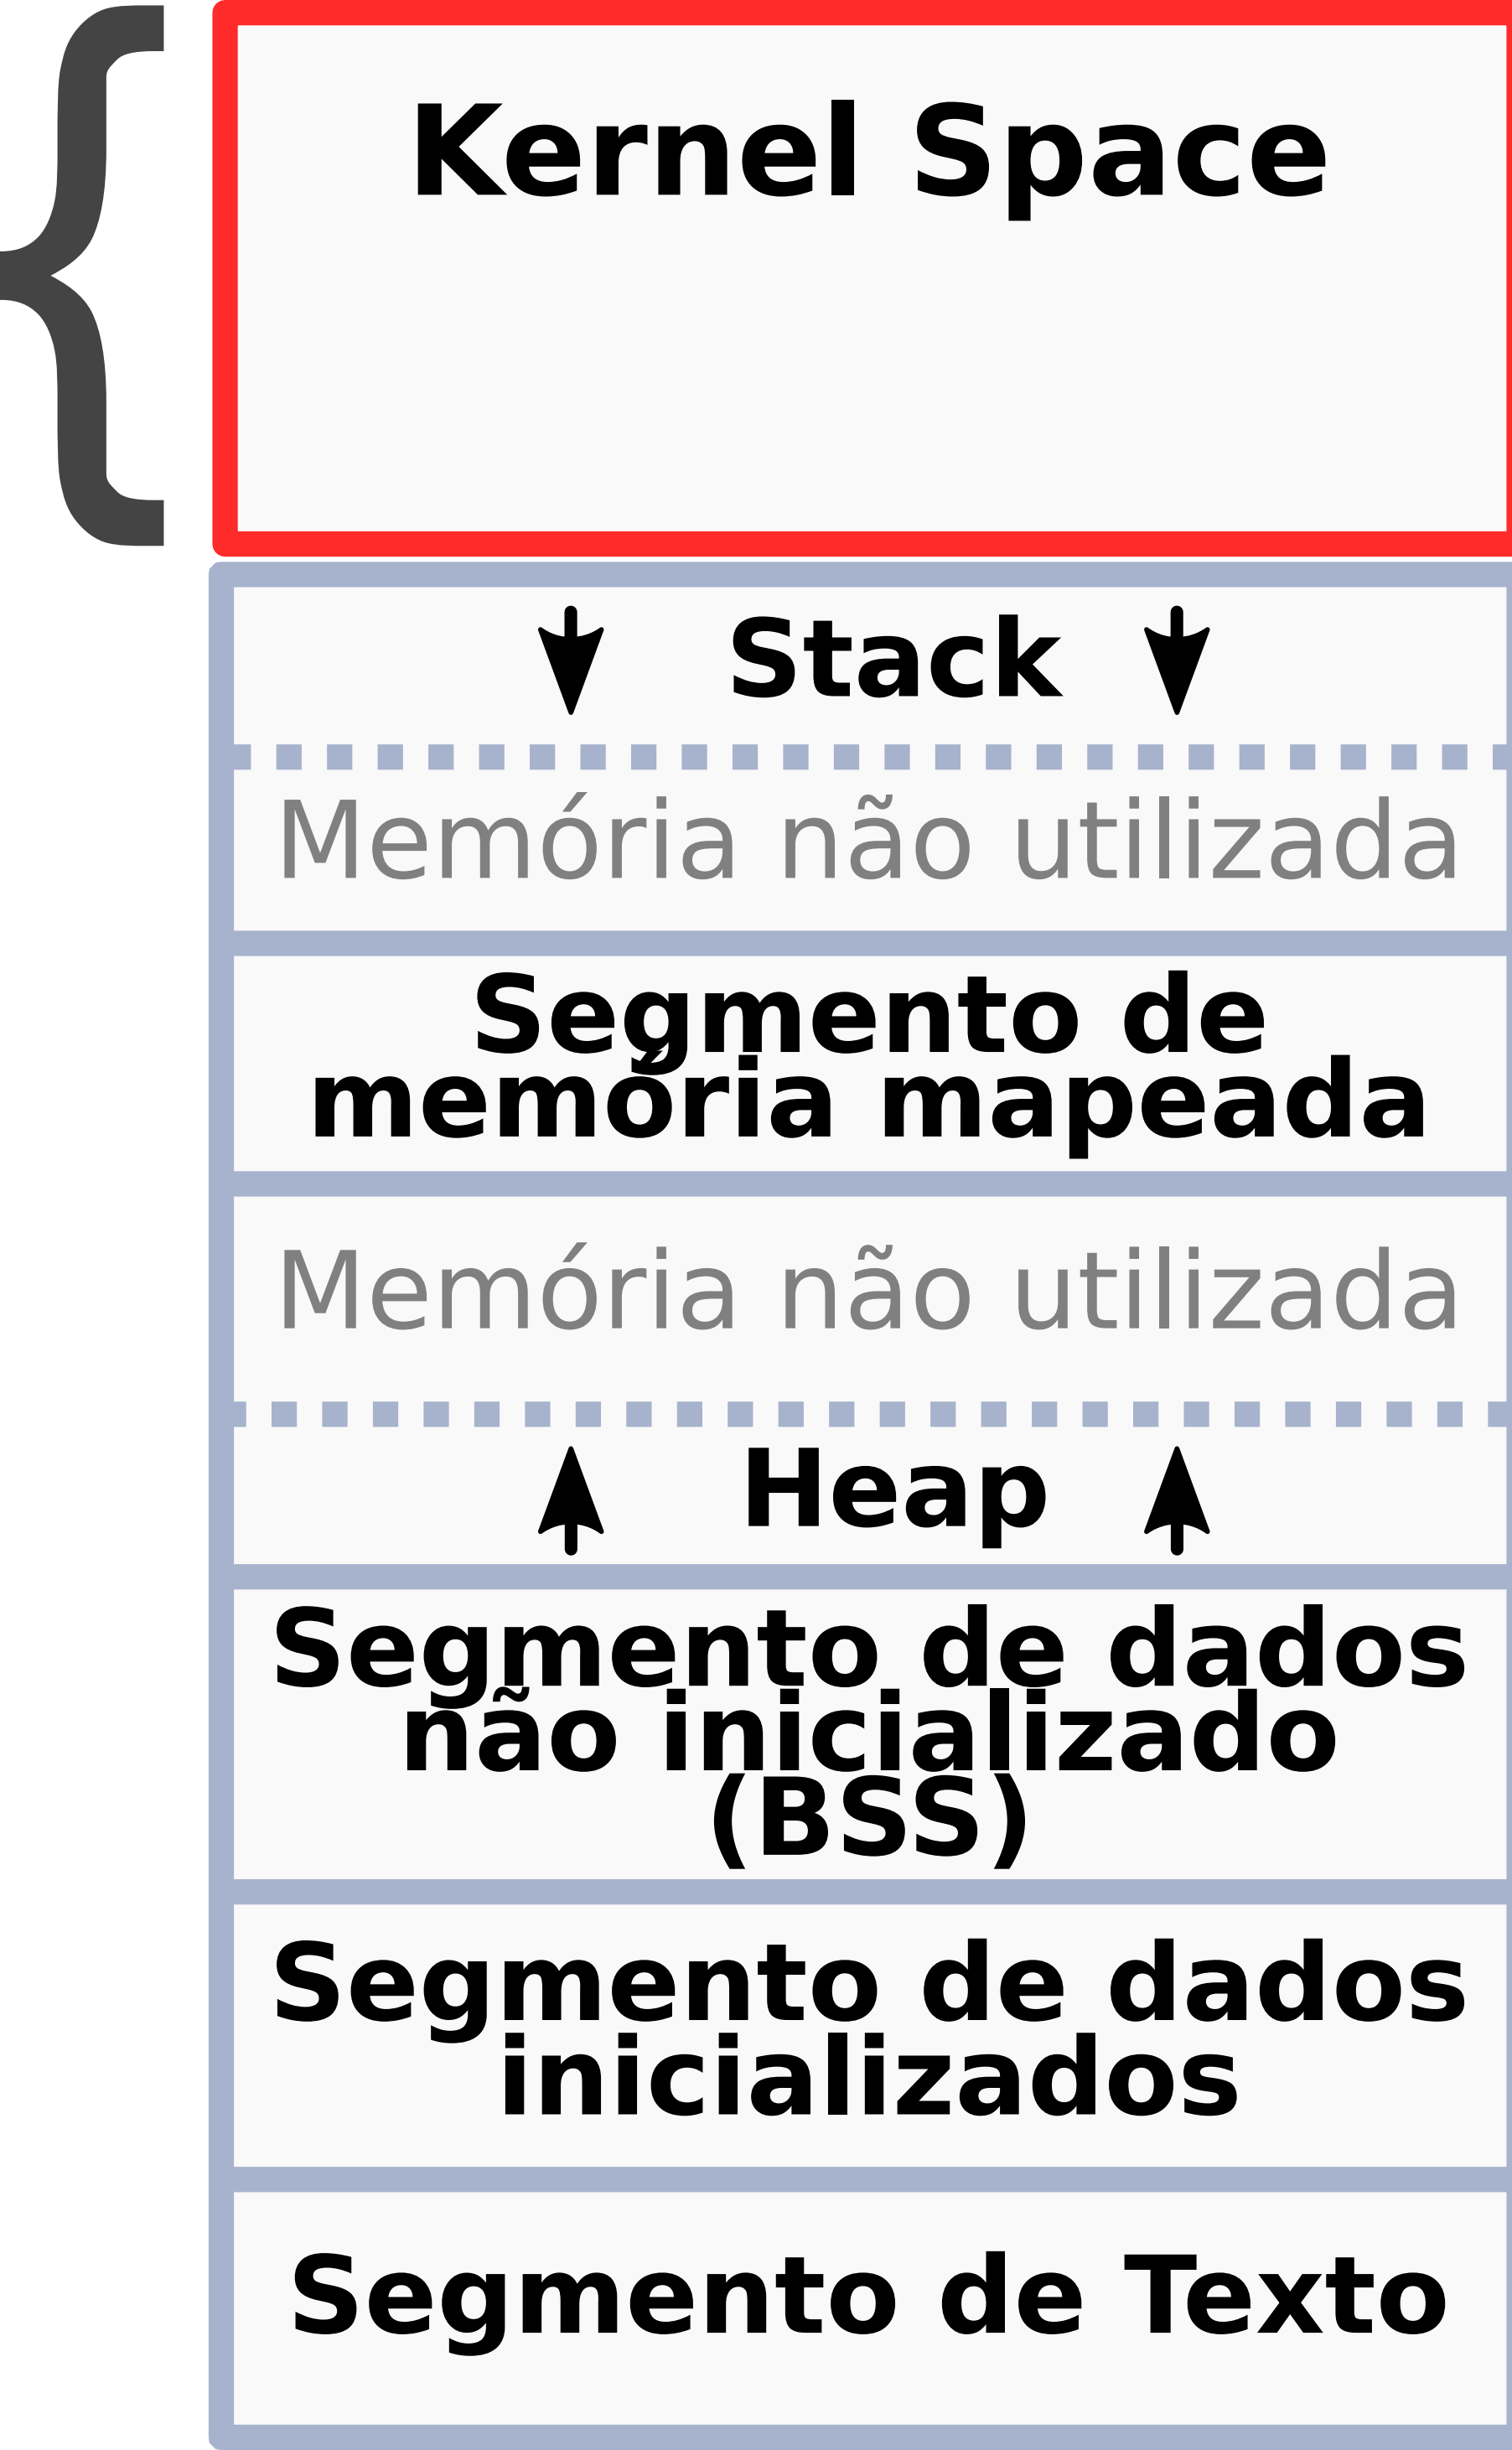 Kernel Space
Stack
Memória não utilizada
Segmento de
memória mapeada
Memória não utilizada
Heap
Segmento de dados
não inicializado
(BSS)
Segmento de dados
inicializados
Segmento de Texto